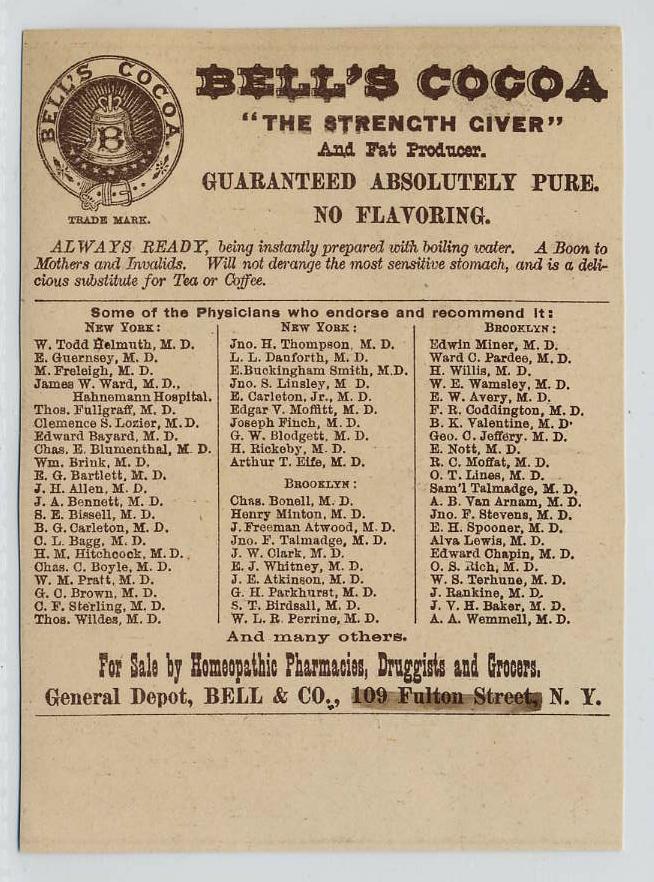 BELL'S COCOA.
B
TRADE MARK.
BELL'S COCOA
"THE STRENGTH GIVER"
And Fat Producer.
GUARANTEED ABSOLUTELY PURE.
NO FLAVORING.
ALWAYS READY, being instantly prepared with boiling water. A Boon to
Mothers and Invalids. Will not derange the most sensitive stomach, and is a deli-
cious substitute for Tea or Coffee.
Some of the Physicians who endorse and recommend it:
NEW YORK:
W. Todd Helmuth, M. D.
E. Guernsey, M. D.
M. Freleigh, M. D.
James W. Ward, M. D.,
Hahnemann Hospital.
Thos. Fullgraff, M. D.
Clemence S. Lozier, M. D.
Edward Bayard, M. D.
Chas. E. Blumenthal, M. D.
Wm. Brink, M. D.
E. G. Bartlett, M. D.
J. H. Allen, M. D.
J. A. Bennett, M. D.
S. E. Bissell, M. D.
B. G. Carleton, M. D.
C. L. Bagg, M. D.
H. M. Hitchcock, M. D.
Chas. C. Boyle, M. D.
W. M. Pratt, M. D.
G. C. Brown, M. D.
C. F. Sterling, M. D.
Thos. Wildes, M. D.
NEW YORK:
Jno. H. Thompson, M. D.
L. L. Danforth, M. D.
E. Buckingham Smith, M.D.
Jno. S. Linsley, M D.
E. Carleton, Jr., M. D.
Edgar V. Moffitt, M. D.
Joseph Finch, M. D.
G. W. Blodgett, M. D.
H. Rickeby, M. D.
Arthur T. Eife, M. D.
BROOKLYN:
Chas. Bonell, M. D.
Henry Minton, M. D.
J. Freeman Atwood, M. D.
Jno. F. Talmadge, M. D.
J. W. Clark, M. D.
E. J. Whitney, M. D.
J. E. Atkinson, M. D.
G. H. Parkhurst, M. D.
S. T. Birdsall, M. D.
W. L. R. Perrine, M. D.
BROOKLYN:
Edwin Miner, M. D.
Ward C. Pardee, M. D.
H. Willis, M. D.
W. E. Wamsley, M. D.
E. W. Avery, M. D.
F. R. Coddington, M. D.
B. K. Valentine, M. D.
Geo. C. Jeffery. M. D.
E. Nott, M. D.
R. C. Moffat, M. D.
O. T. Lines, M. D.
Sam'l Talmadge, M. D.
A. B. Van Arnam, M. D.
Jno. F. Stevens, M. D.
E. H. Spooner, M. D.
Alva Lewis, M. D.
Edward Chapin, M. D.
O. S. Rich, M. D.
W. S. Terhune, M. D.
J. Rankine, M. D.
J. V. H. Baker, M. D.
A. A. Wemmell, M. D.
And many others.
For Sale by Homeopathic Pharmacies, Druggists and Grocers.
General Depot, BELL & CO., 109 Fulton Street, N. Y.